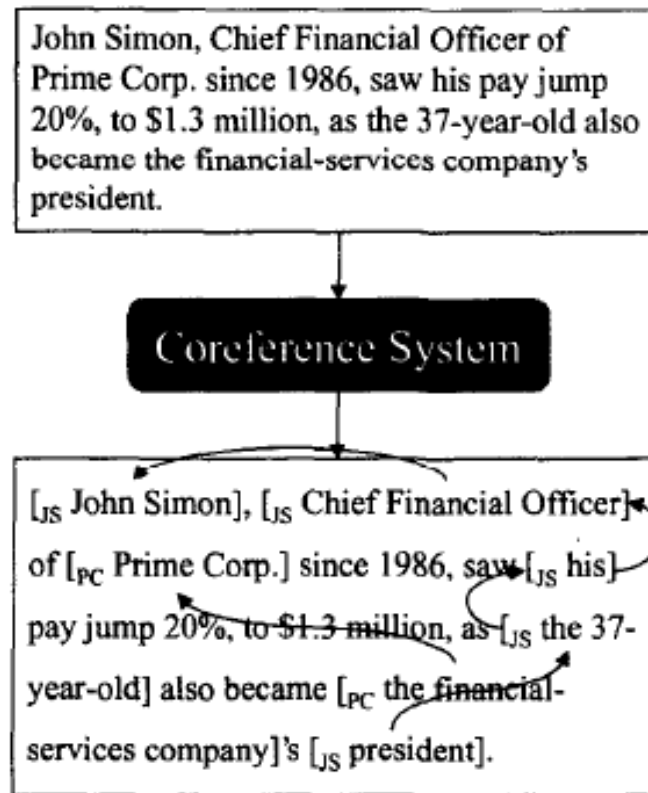 John Simon, Chief Financial Officer of
Prime Corp. since 1986, saw his pay jump
20%, to $1.3 million, as the 37-year-old also
became the financial-services company's
president.
Coreference System
[JS John Simon], [JS Chief Financial Officer]
of [PC Prime Corp.] since 1986, saw [JS his]
pay jump 20%, to $1.3 million, as [JS the 37-
year-old] also became [PC the financial-
services company]'s [JS president].